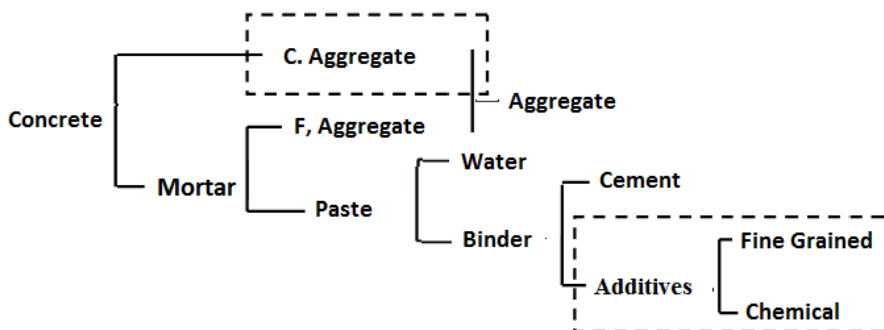 C. Aggregate
Aggregate
Concrete
F, Aggregate
Water
Mortar
Cement
Paste
Binder
Fine Grained
Additives
Chemical